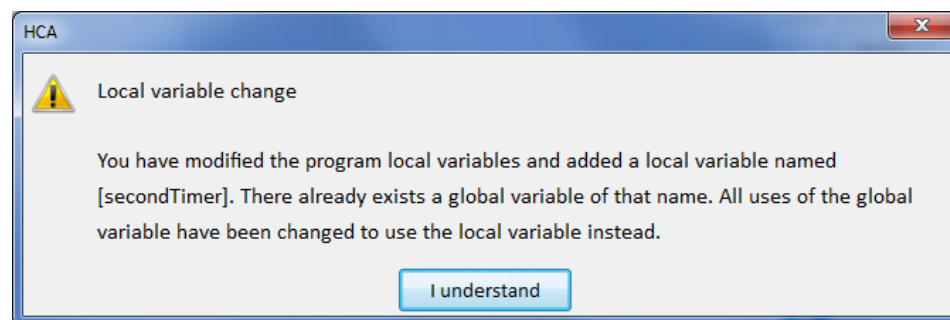 HCA
Local variable change
You have modified the program local variables and added a local variable named
[secondTimer]. There already exists a global variable of that name. All uses of the global
variable have been changed to use the local variable instead.
I understand